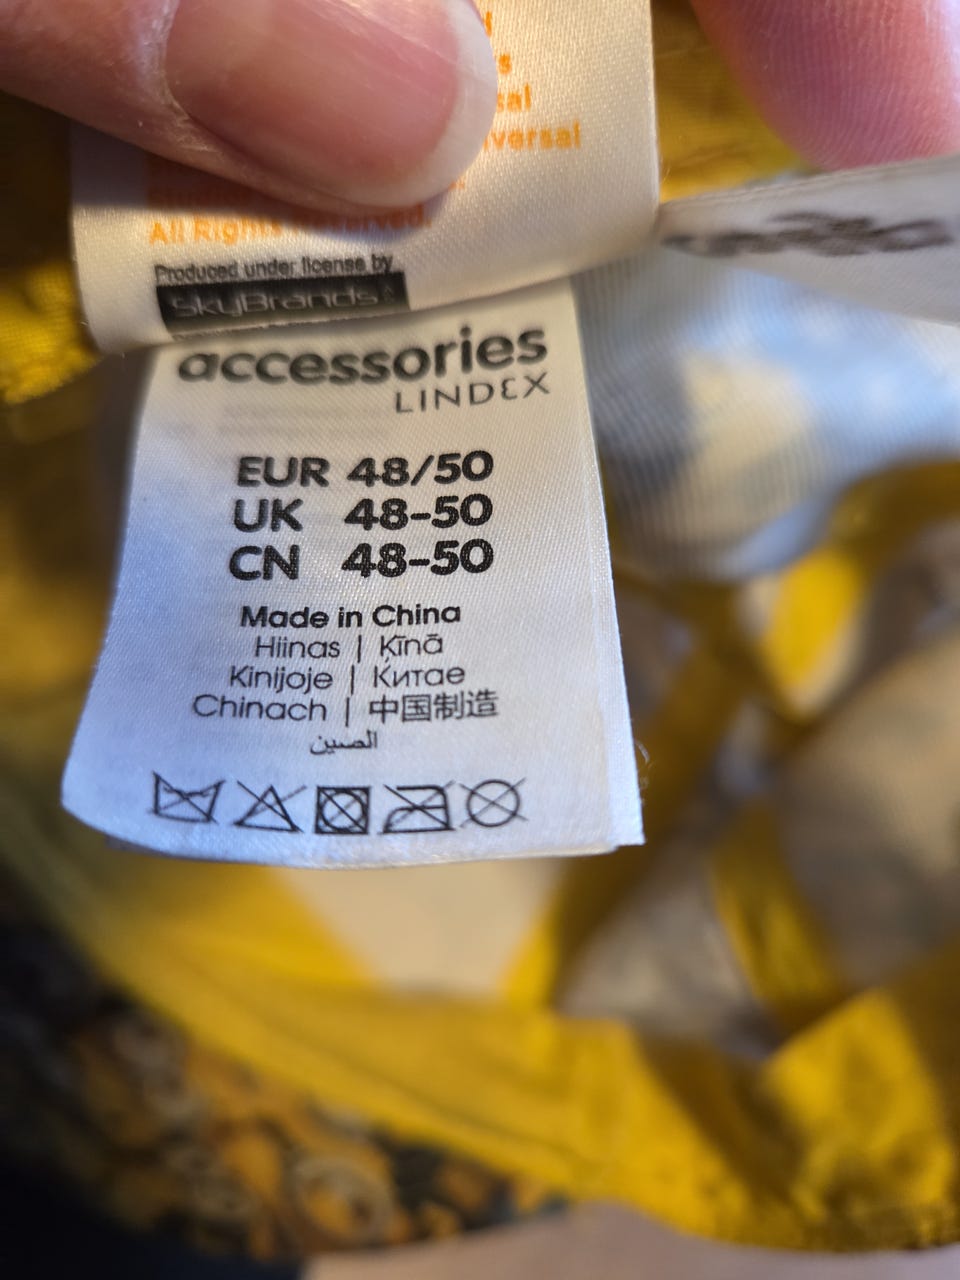 versal
All Rights Reserved.
Produced under license by
SkyBrands
accessories
LINDEX
EUR 48/50
UK 48-50
CN 48-50
Made in China
Hiinas | Ķīnā
Kinijoje | Китае
Chinach | 中国制造
الصين